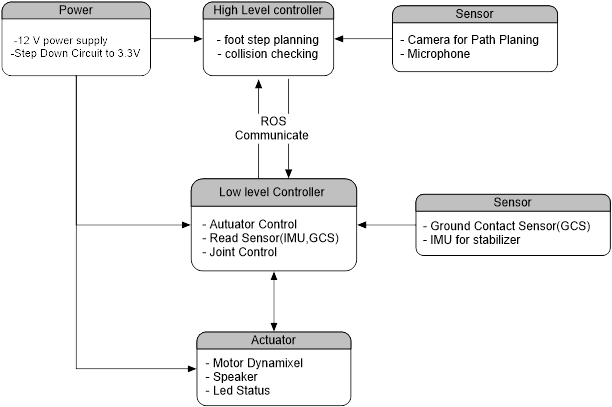 Power
-12 V power supply
-Step Down Circuit to 3.3V
High Level controller
- foot step planning
- collision checking
Sensor
- Camera for Path Planing
- Microphone
ROS
Communicate
Low level Controller
- Autuator Control
- Read Sensor(IMU,GCS)
- Joint Control
Sensor
- Ground Contact Sensor(GCS)
- IMU for stabilizer
Actuator
- Motor Dynamixel
- Speaker
- Led Status